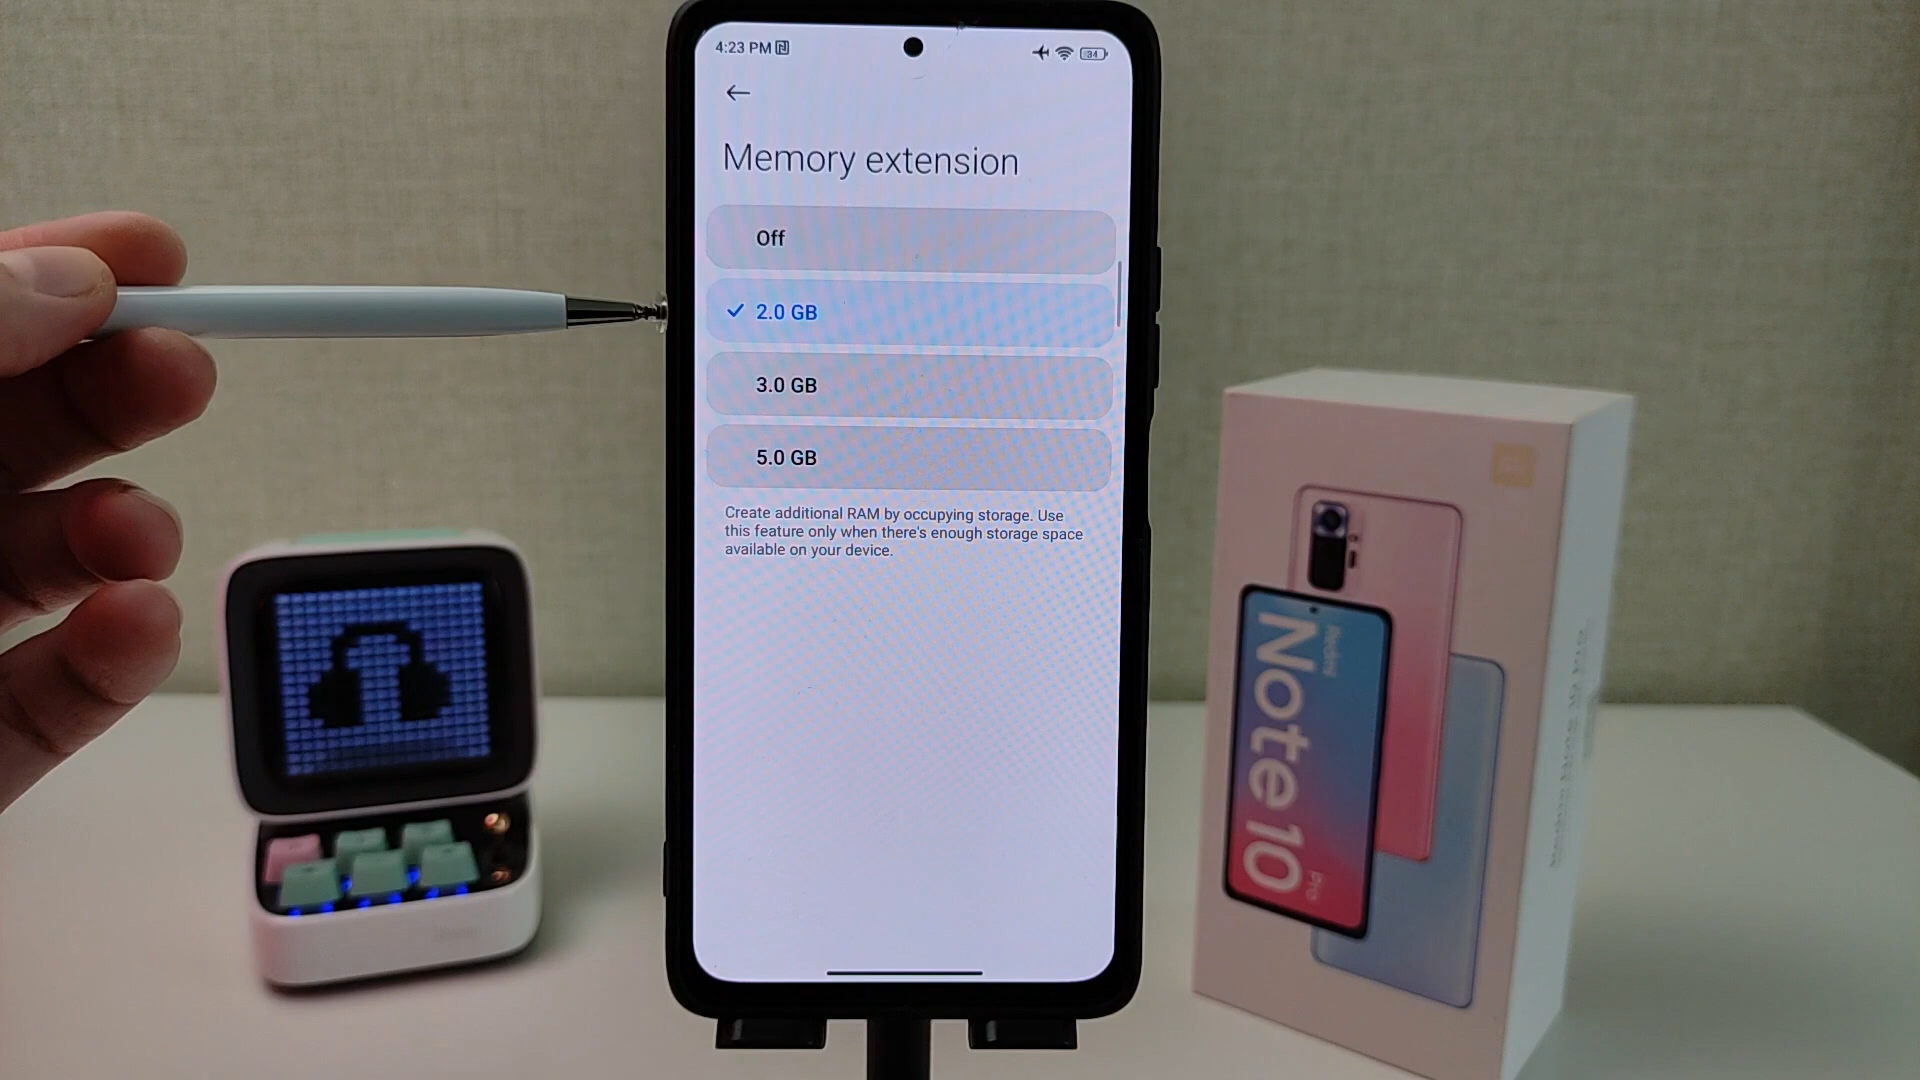 4:23 PM
34
Memory extension
Off
2.0 GB
3.0 GB
5.0 GB
Create additional RAM by occupying storage. Use
this feature only when there's enough storage space
available on your device.
Redmi
Note 10
Pro